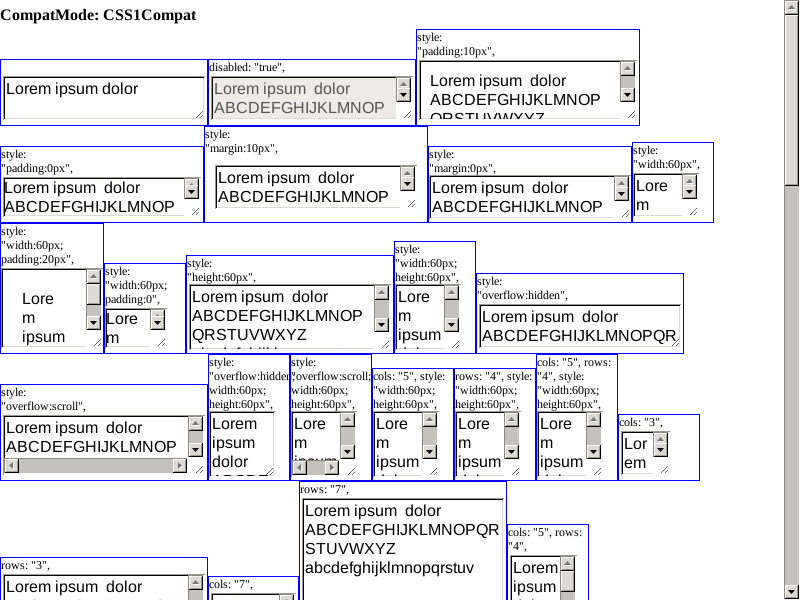 CompatMode: CSS1Compat
Lorem ipsum dolor
disabled: "true",
Lorem ipsum  dolor
ABCDEFGHIJKLMNOP
style:
"padding:10px",
Lorem ipsum  dolor
ABCDEFGHIJKLMNOP
QRSTUVWXYZ
style:
"padding:0px",
Lorem ipsum  dolor
ABCDEFGHIJKLMNOP
style:
"margin:10px",
Lorem ipsum  dolor
ABCDEFGHIJKLMNOP
style:
"margin:0px",
Lorem ipsum  dolor
ABCDEFGHIJKLMNOP
style:
"width:60px",
Lore
m
style:
"width:60px;
padding:20px",
Lore
m
ipsum
style:
"width:60px;
padding:0",
Lore
m
style:
"height:60px",
Lorem ipsum  dolor
ABCDEFGHIJKLMNOP
QRSTUVWXYZ
style:
"width:60px;
height:60px",
Lore
m
ipsum
style:
"overflow:hidden",
Lorem ipsum  dolor
ABCDEFGHIJKLMNOPQR
style:
"overflow:scroll",
Lorem ipsum  dolor
ABCDEFGHIJKLMNOP
style:
"overflow:hidden;
width:60px;
height:60px",
Lorem
ipsum
dolor
style:
"overflow:scroll;
width:60px;
height:60px",
Lore
m
ipsum
cols: "5", style:
"width:60px;
height:60px",
Lore
m
ipsum
rows: "4", style:
"width:60px;
height:60px",
Lore
m
ipsum
cols: "5", rows:
"4", style:
"width:60px;
height:60px",
Lore
m
ipsum
cols: "3",
Lor
em
rows: "3",
Lorem ipsum  dolor
cols: "7",
rows: "7",
Lorem ipsum  dolor
ABCDEFGHIJKLMNOPQR
STUVWXYZ
abcdefghijklmnopqrstuv
cols: "5", rows:
"4",
Lorem
ipsum